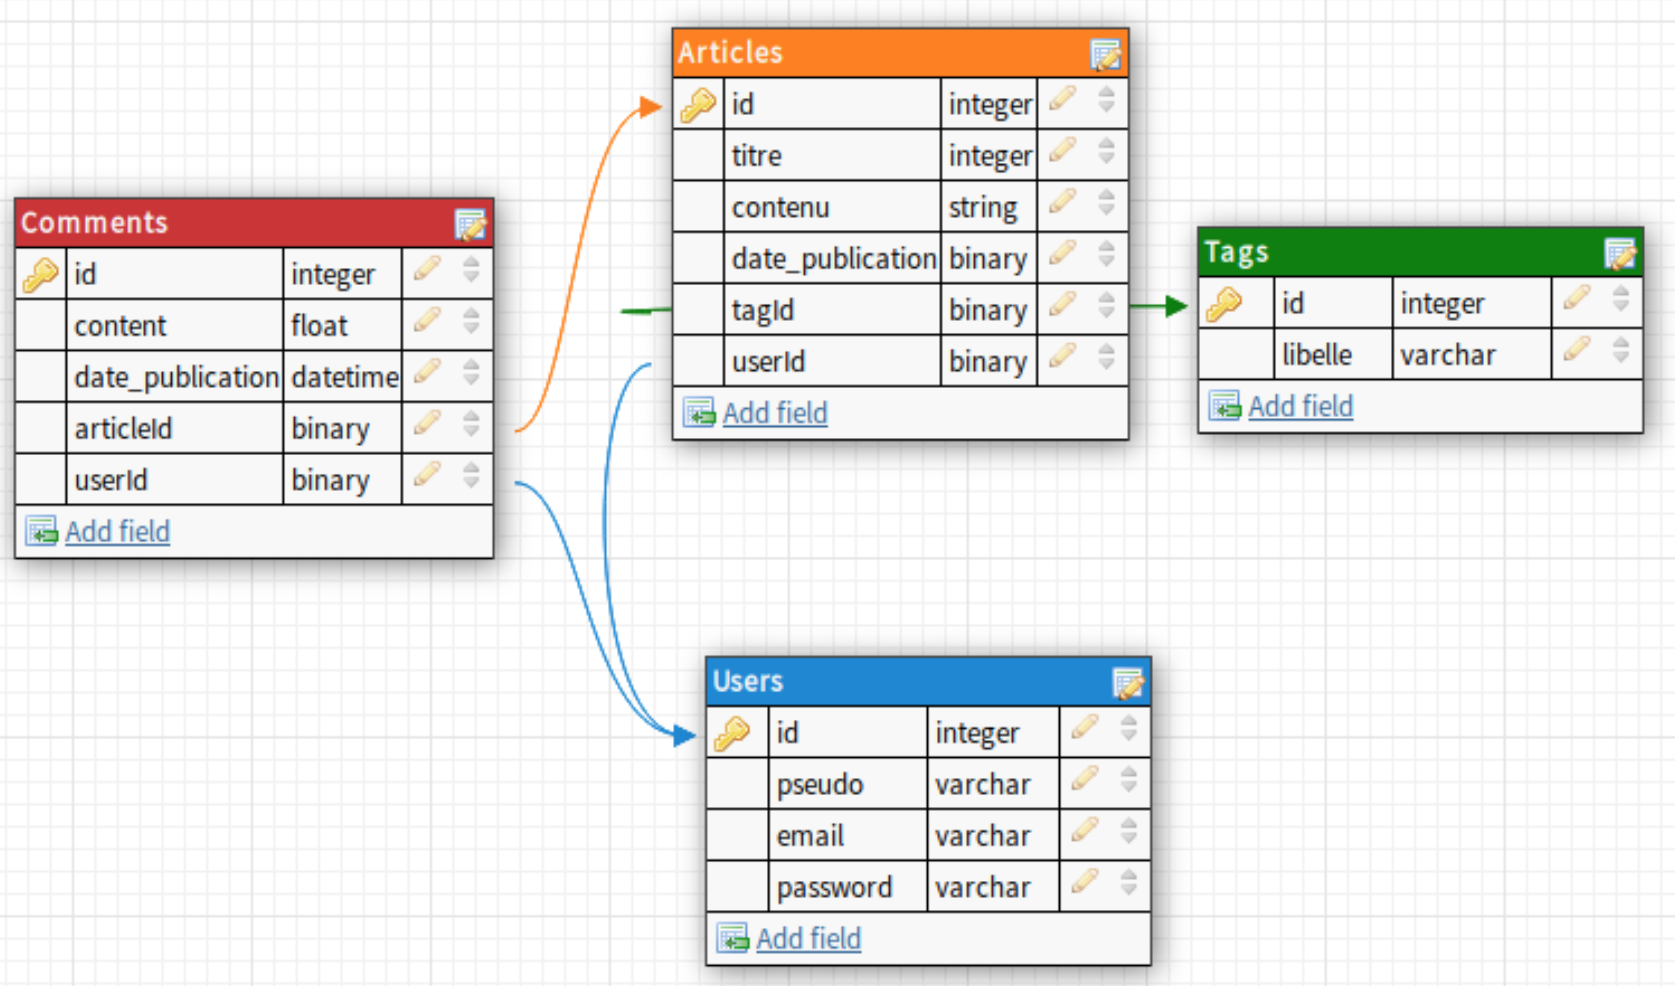 Articles
id integer
titre integer
contenu string
date_publication binary
tagId binary
userId binary
Add field
Comments
id integer
content float
date_publication datetime
articleId binary
userId binary
Add field
Tags
id integer
libelle varchar
Add field
Users
id integer
pseudo varchar
email varchar
password varchar
Add field